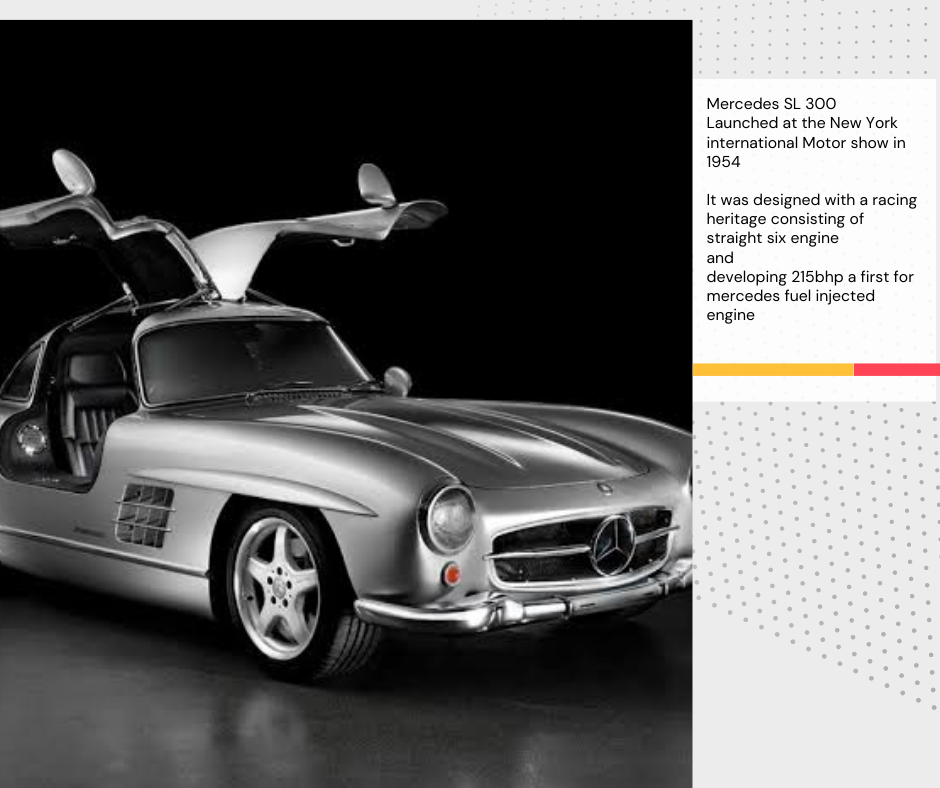 Mercedes SL 300
Launched at the New York
international Motor show in
1954
It was designed with a racing
heritage consisting of
straight six engine
and
developing 215bhp a first for
mercedes fuel injected
engine